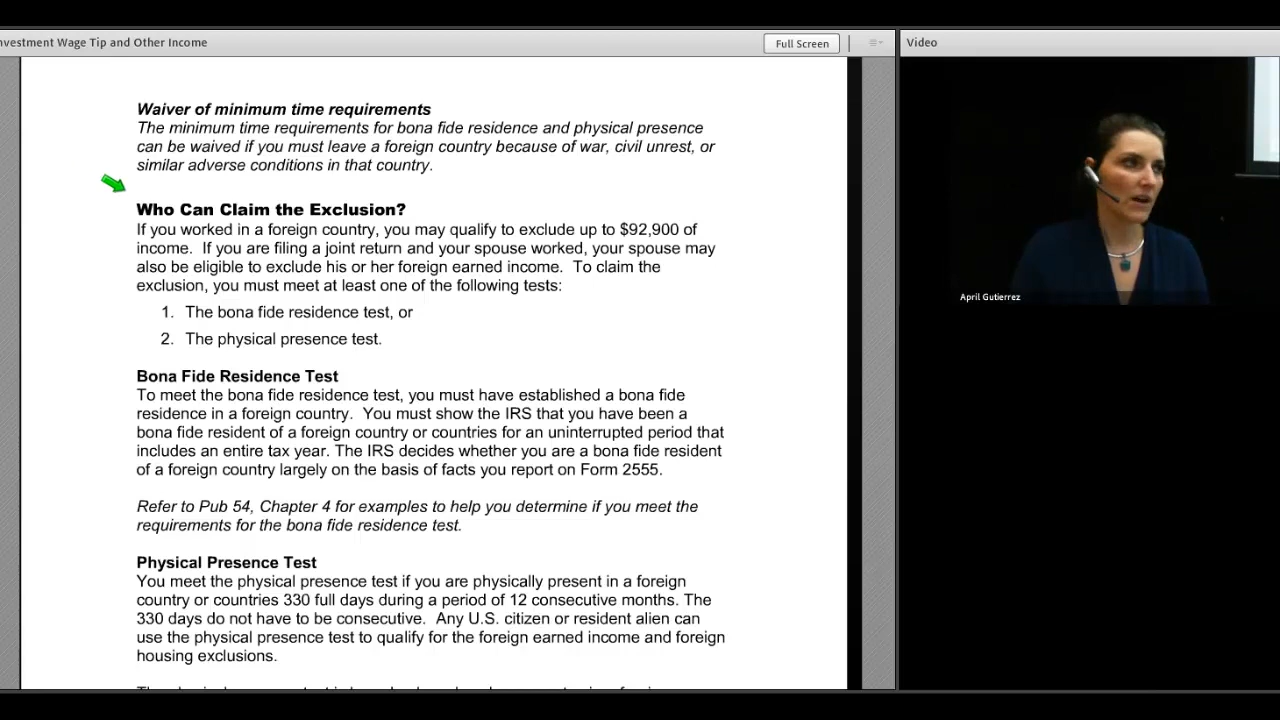 nvestment Wage Tip and Other Income
Full Screen
Video
Waiver of minimum time requirements
The minimum time requirements for bona fide residence and physical presence
can be waived if you must leave a foreign country because of war, civil unrest, or
similar adverse conditions in that country.
Who Can Claim the Exclusion?
If you worked in a foreign country, you may qualify to exclude up to $92,900 of
income.  If you are filing a joint return and your spouse worked, your spouse may
also be eligible to exclude his or her foreign earned income.  To claim the
exclusion, you must meet at least one of the following tests:
1. The bona fide residence test, or
2. The physical presence test.
Bona Fide Residence Test
To meet the bona fide residence test, you must have established a bona fide
residence in a foreign country.  You must show the IRS that you have been a
bona fide resident of a foreign country or countries for an uninterrupted period that
includes an entire tax year. The IRS decides whether you are a bona fide resident
of a foreign country largely on the basis of facts you report on Form 2555.
Refer to Pub 54, Chapter 4 for examples to help you determine if you meet the
requirements for the bona fide residence test.
Physical Presence Test
You meet the physical presence test if you are physically present in a foreign
country or countries 330 full days during a period of 12 consecutive months. The
330 days do not have to be consecutive.  Any U.S. citizen or resident alien can
use the physical presence test to qualify for the foreign earned income and foreign
housing exclusions.
April Gutierrez